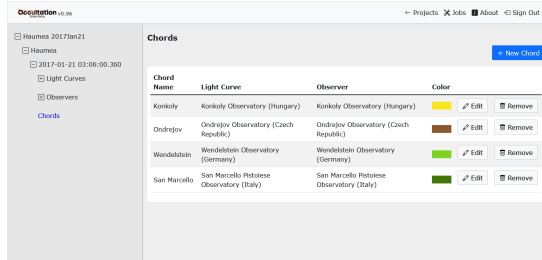 Occultation v0.96
Interface
← Projects Jobs About Sign Out
Haumea 2017Jan21
Haumea
2017-01-21 03:06:00.360
Light Curves
Observers
Chords
Chords
+ New Chord
Chord Name Light Curve Observer Color
Konkoly Konkoly Observatory (Hungary) Konkoly Observatory (Hungary) Edit Remove
Ondrejov Ondrejov Observatory (Czech Republic) Ondrejov Observatory (Czech Republic) Edit Remove
Wendelstein Wendelstein Observatory (Germany) Wendelstein Observatory (Germany) Edit Remove
San Marcello San Marcello Pistoiese Observatory (Italy) San Marcello Pistoiese Observatory (Italy) Edit Remove